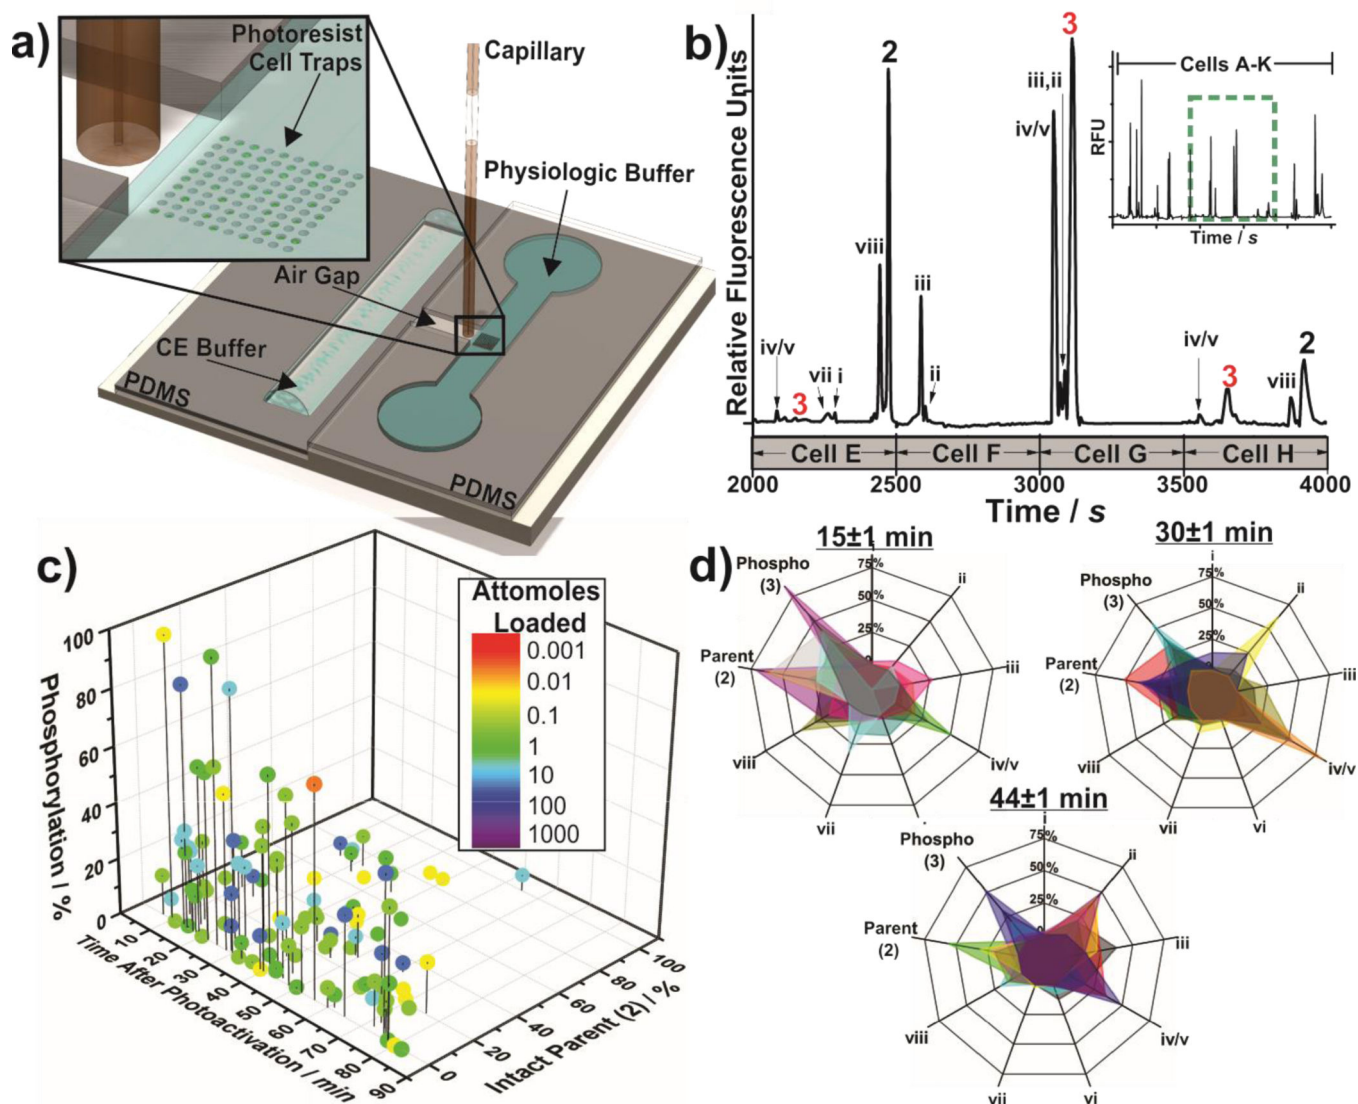 a)
Photoresist
Cell Traps
Capillary
Physiologic Buffer
Air Gap
CE Buffer
PDMS
PDMS
b)
Relative Fluorescence Units
2
3
iii,ii
viii
iv/v
iii
iv/v
3
vii
i
ii
iv/v
3
viii
2
Cells A-K
RFU
Time / s
Cell E
Cell F
Cell G
Cell H
2000
2500
3000
3500
4000
Time / s
c)
Phosphorylation / %
100
80
60
40
20
0
Attomoles
Loaded
0.001
0.01
0.1
1
10
100
1000
10
20
30
40
50
60
70
80
90
Time After Photoactivation / min
0
20
40
60
80
100
Intact Parent (2) / %
d)
15±1 min
i
75%
50%
25%
0
ii
iii
iv/v
vii
viii
Parent
(2)
Phospho
(3)
30±1 min
i
75%
50%
25%
0
ii
iii
iv/v
vi
vii
viii
Parent
(2)
Phospho
(3)
44±1 min
i
75%
50%
25%
0
ii
iii
iv/v
vi
vii
viii
Parent
(2)
Phospho
(3)